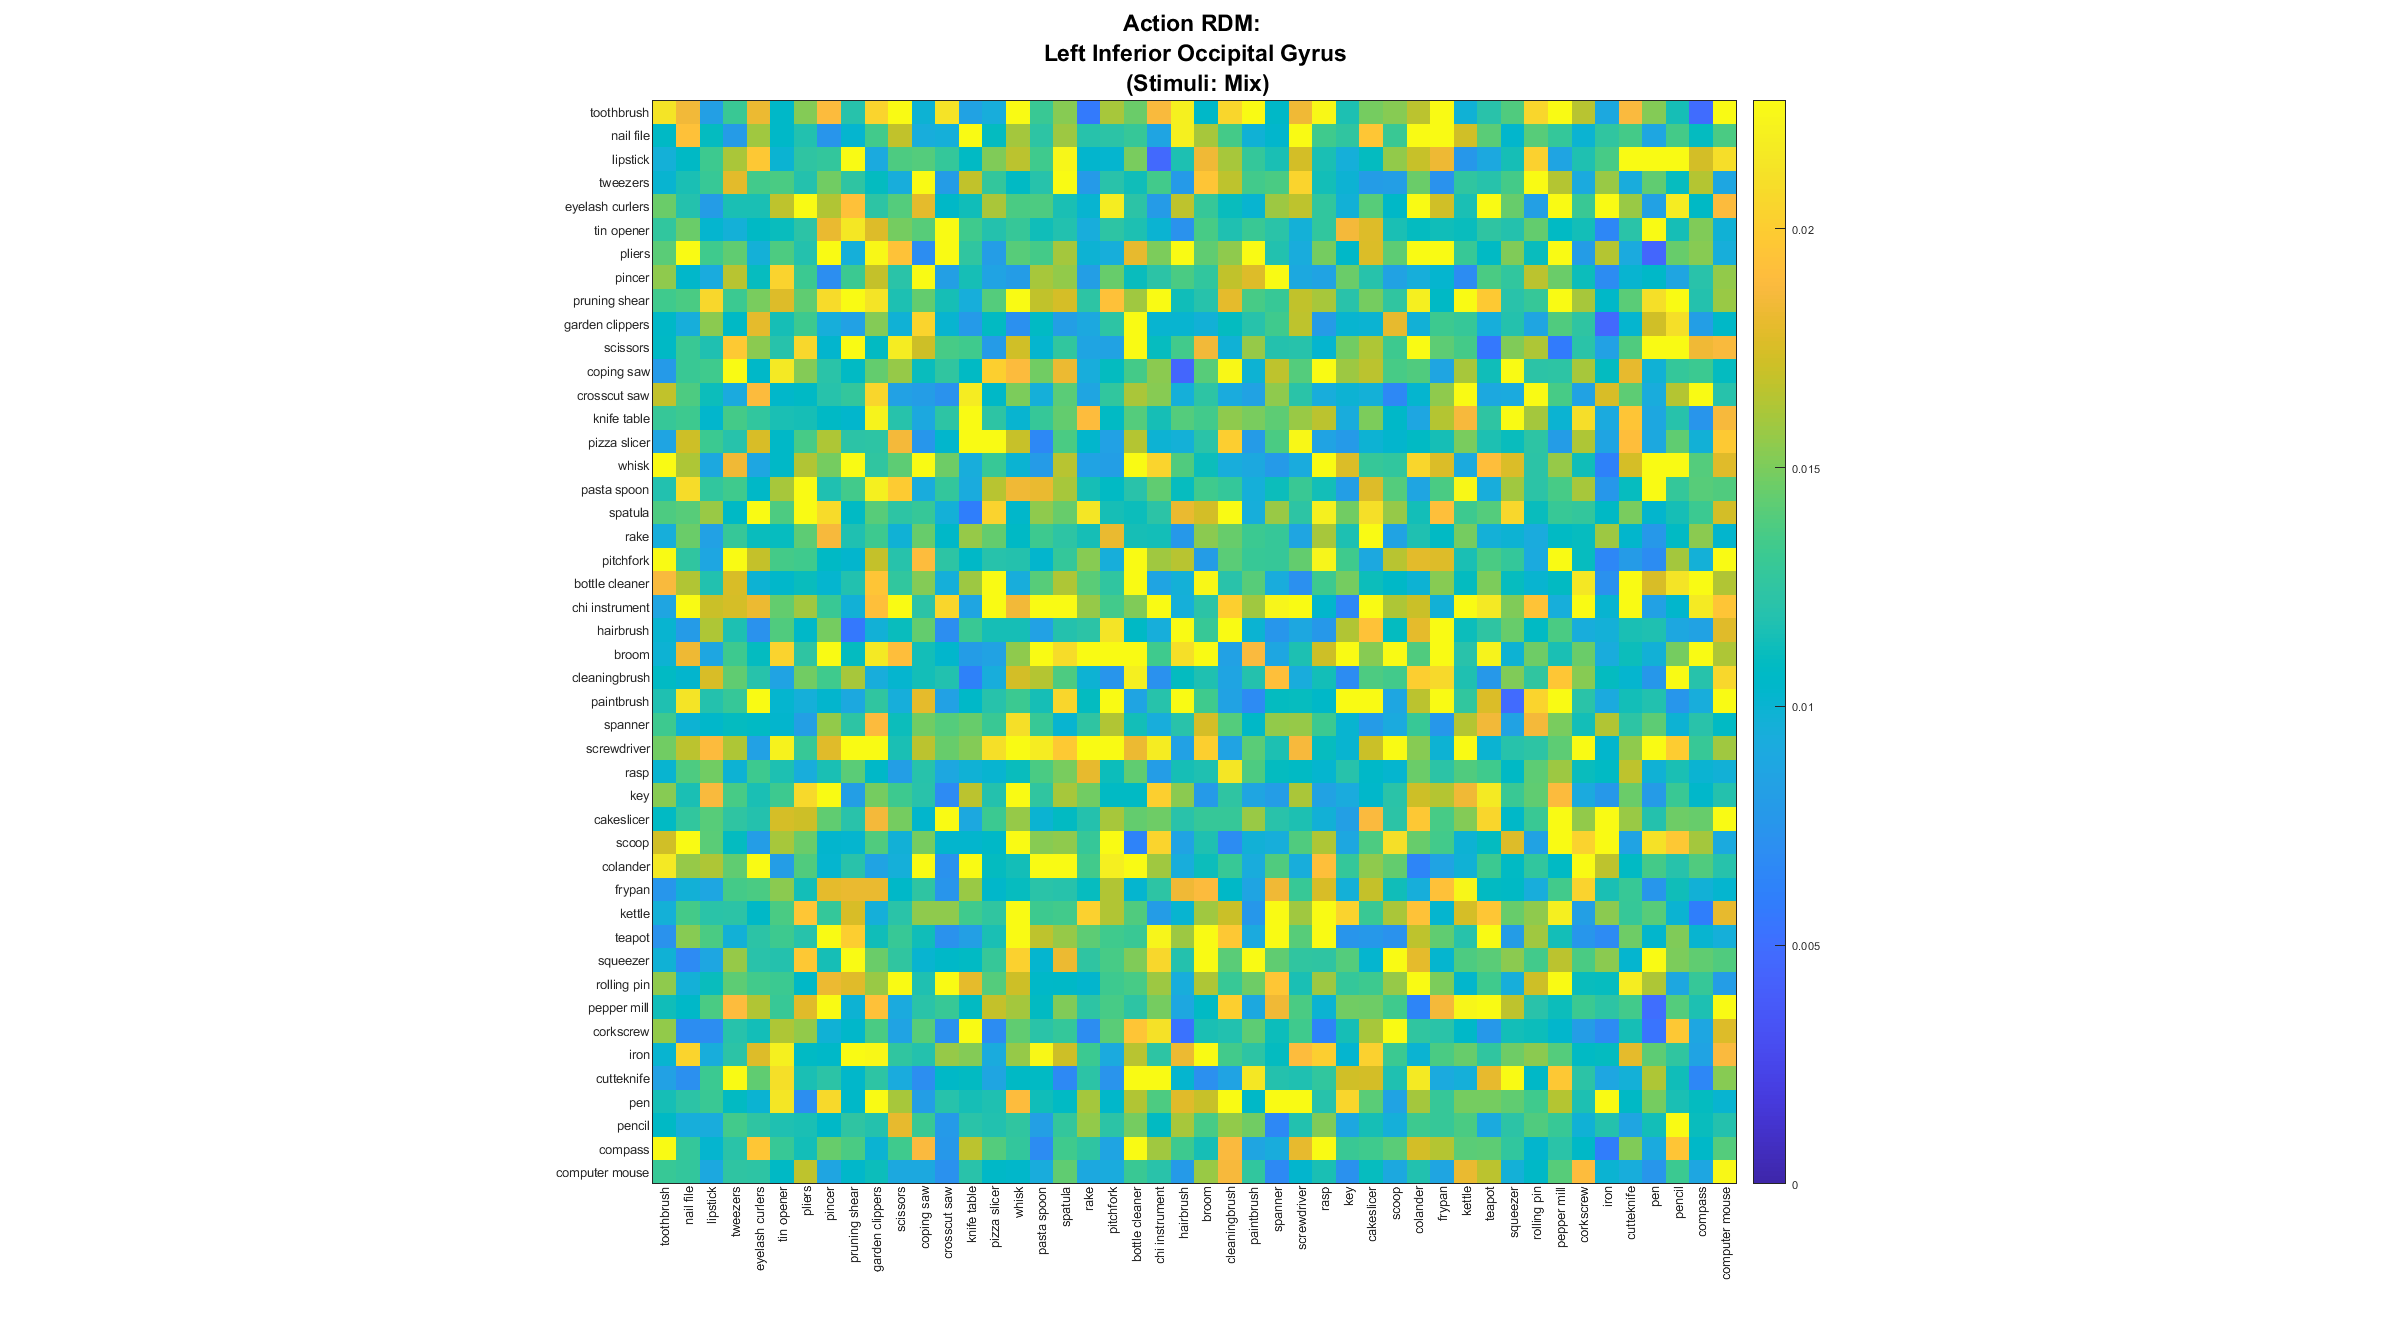 Action RDM:
Left Inferior Occipital Gyrus
(Stimuli: Mix)
toothbrush
nail file
lipstick
tweezers
eyelash curlers
tin opener
pliers
pincer
pruning shear
garden clippers
scissors
coping saw
crosscut saw
knife table
pizza slicer
whisk
pasta spoon
spatula
rake
pitchfork
bottle cleaner
chi instrument
hairbrush
broom
cleaningbrush
paintbrush
spanner
screwdriver
rasp
key
cakeslicer
scoop
colander
frypan
kettle
teapot
squeezer
rolling pin
pepper mill
corkscrew
iron
cutteknife
pen
pencil
compass
computer mouse
toothbrush
nail file
lipstick
tweezers
eyelash curlers
tin opener
pliers
pincer
pruning shear
garden clippers
scissors
coping saw
crosscut saw
knife table
pizza slicer
whisk
pasta spoon
spatula
rake
pitchfork
bottle cleaner
chi instrument
hairbrush
broom
cleaningbrush
paintbrush
spanner
screwdriver
rasp
key
cakeslicer
scoop
colander
frypan
kettle
teapot
squeezer
rolling pin
pepper mill
corkscrew
iron
cutteknife
pen
pencil
compass
computer mouse
0.02
0.015
0.01
0.005
0